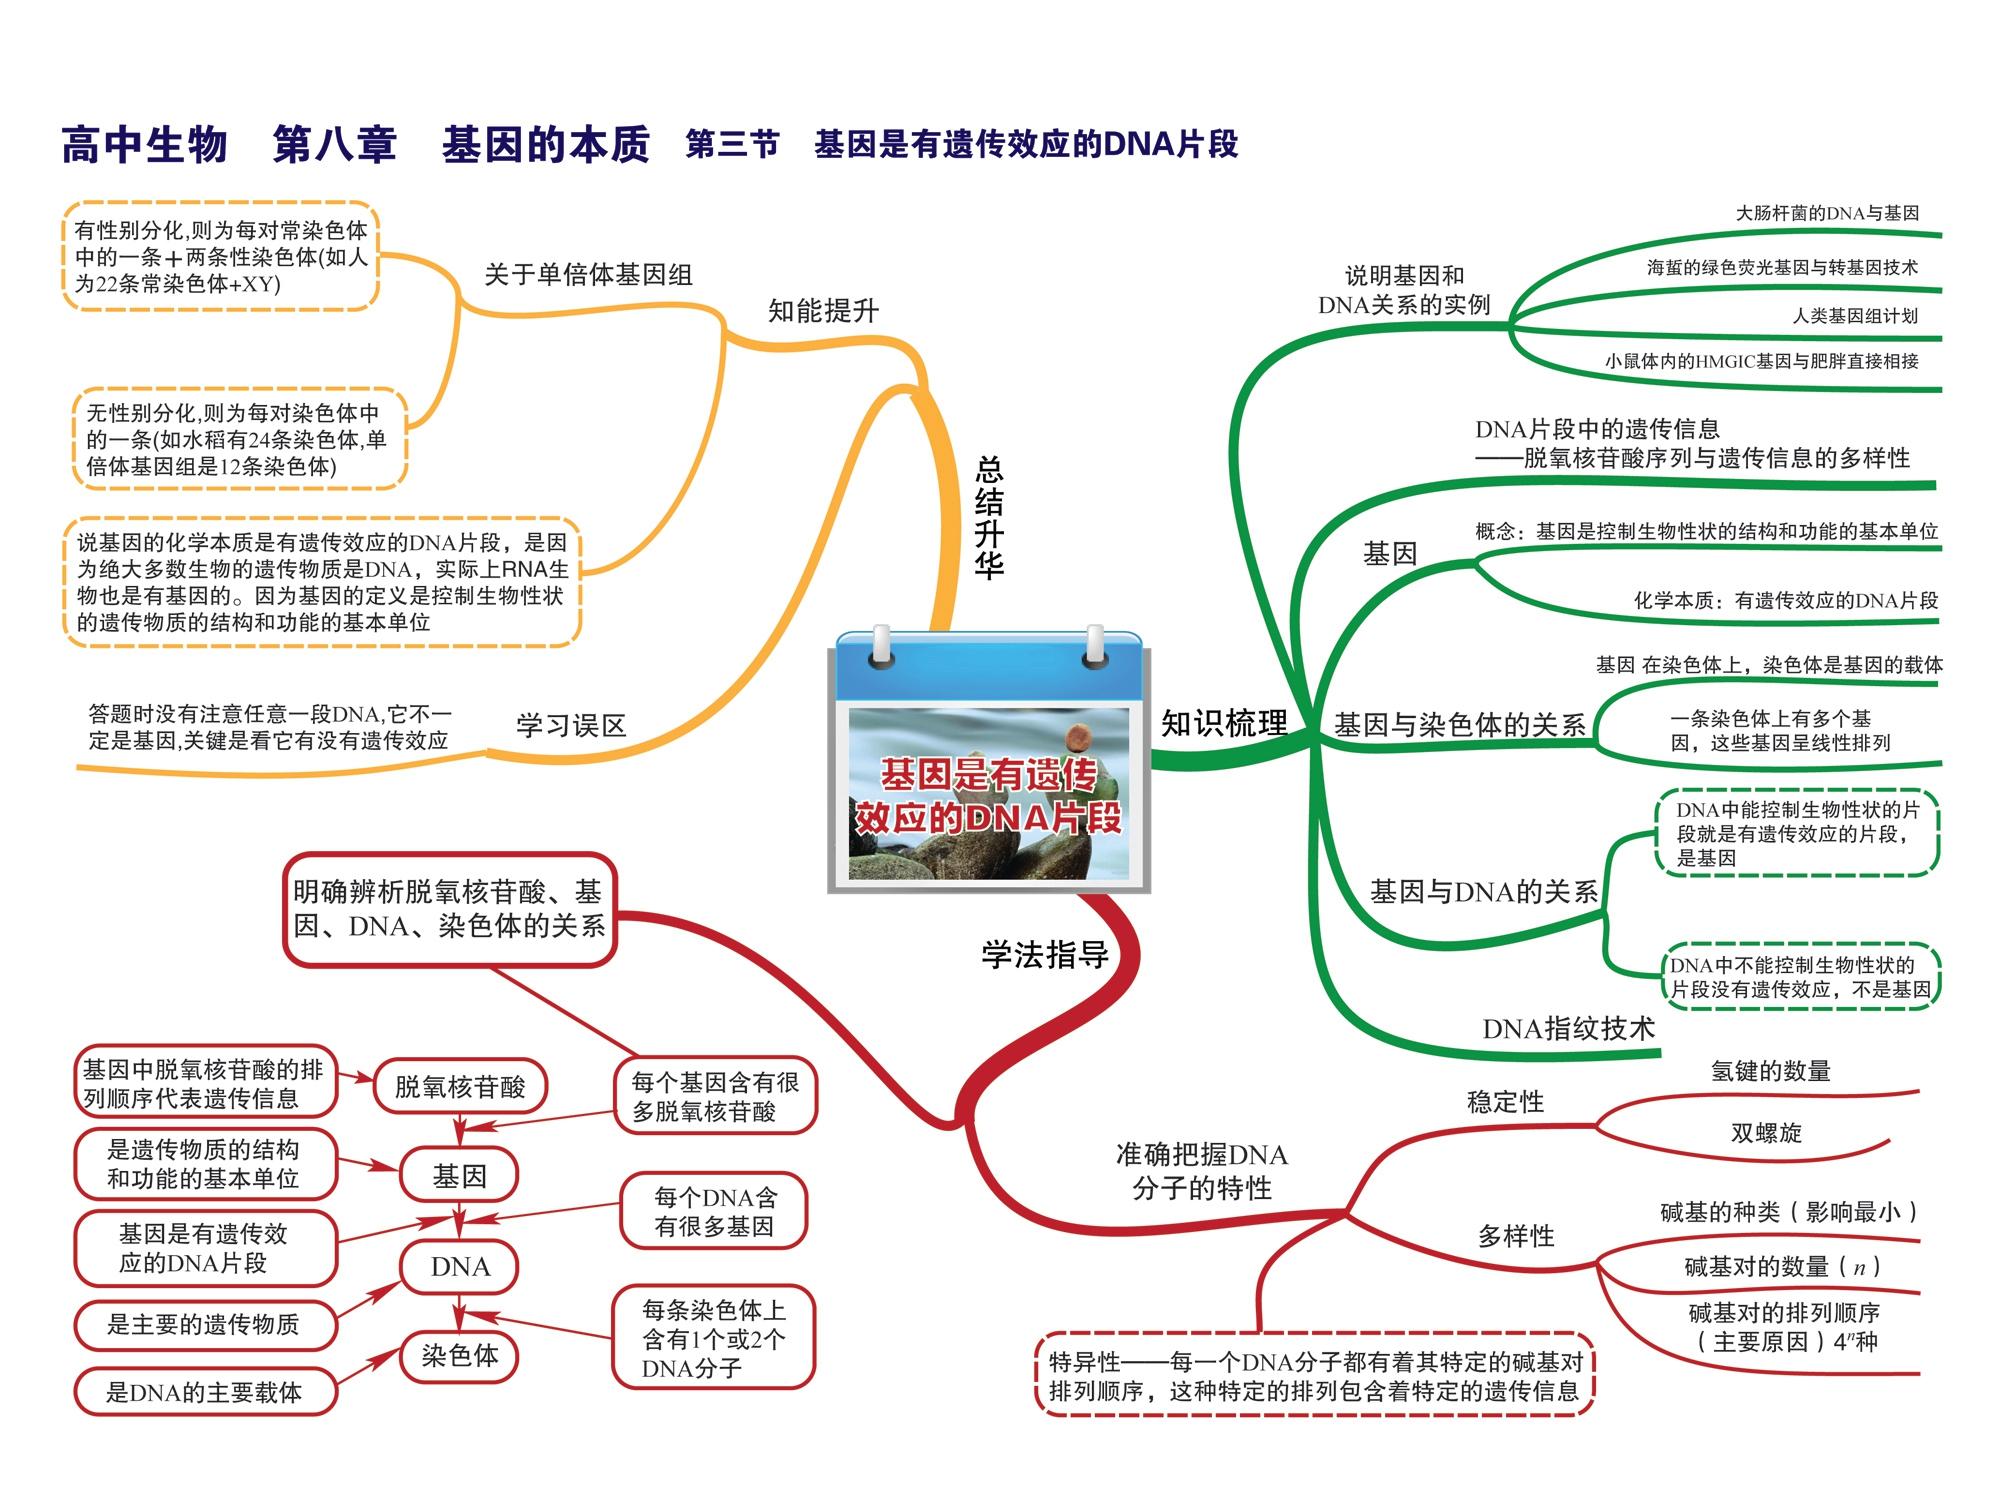 高中生物 第八章 基因的本质 第三节 基因是有遗传效应的DNA片段
有性别分化,则为每对常染色体
中的一条＋两条性染色体(如人
为22条常染色体+XY)
关于单倍体基因组
知能提升
无性别分化,则为每对染色体中
的一条(如水稻有24条染色体,单
倍体基因组是12条染色体)
说基因的化学本质是有遗传效应的DNA片段，是因
为绝大多数生物的遗传物质是DNA，实际上RNA生
物也是有基因的。因为基因的定义是控制生物性状
的遗传物质的结构和功能的基本单位
总结升华
答题时没有注意任意一段DNA,它不一
定是基因,关键是看它有没有遗传效应
学习误区
基因是有遗传
效应的DNA片段
知识梳理
说明基因和
DNA关系的实例
大肠杆菌的DNA与基因
海蜇的绿色荧光基因与转基因技术
人类基因组计划
小鼠体内的HMGIC基因与肥胖直接相接
DNA片段中的遗传信息
——脱氧核苷酸序列与遗传信息的多样性
基因
概念：基因是控制生物性状的结构和功能的基本单位
化学本质：有遗传效应的DNA片段
基因与染色体的关系
基因 在染色体上，染色体是基因的载体
一条染色体上有多个基
因，这些基因呈线性排列
基因与DNA的关系
DNA中能控制生物性状的片
段就是有遗传效应的片段，
是基因
DNA中不能控制生物性状的
片段没有遗传效应，不是基因
DNA指纹技术
学法指导
明确辨析脱氧核苷酸、基
因、DNA、染色体的关系
基因中脱氧核苷酸的排
列顺序代表遗传信息
脱氧核苷酸
每个基因含有很
多脱氧核苷酸
是遗传物质的结构
和功能的基本单位
基因
每个DNA含
有很多基因
基因是有遗传效
应的DNA片段
DNA
是主要的遗传物质
每条染色体上
含有1个或2个
DNA分子
染色体
是DNA的主要载体
准确把握DNA
分子的特性
稳定性
氢键的数量
双螺旋
多样性
碱基的种类（影响最小）
碱基对的数量（n）
碱基对的排列顺序
（主要原因）4ⁿ种
特异性——每一个DNA分子都有着其特定的碱基对
排列顺序，这种特定的排列包含着特定的遗传信息